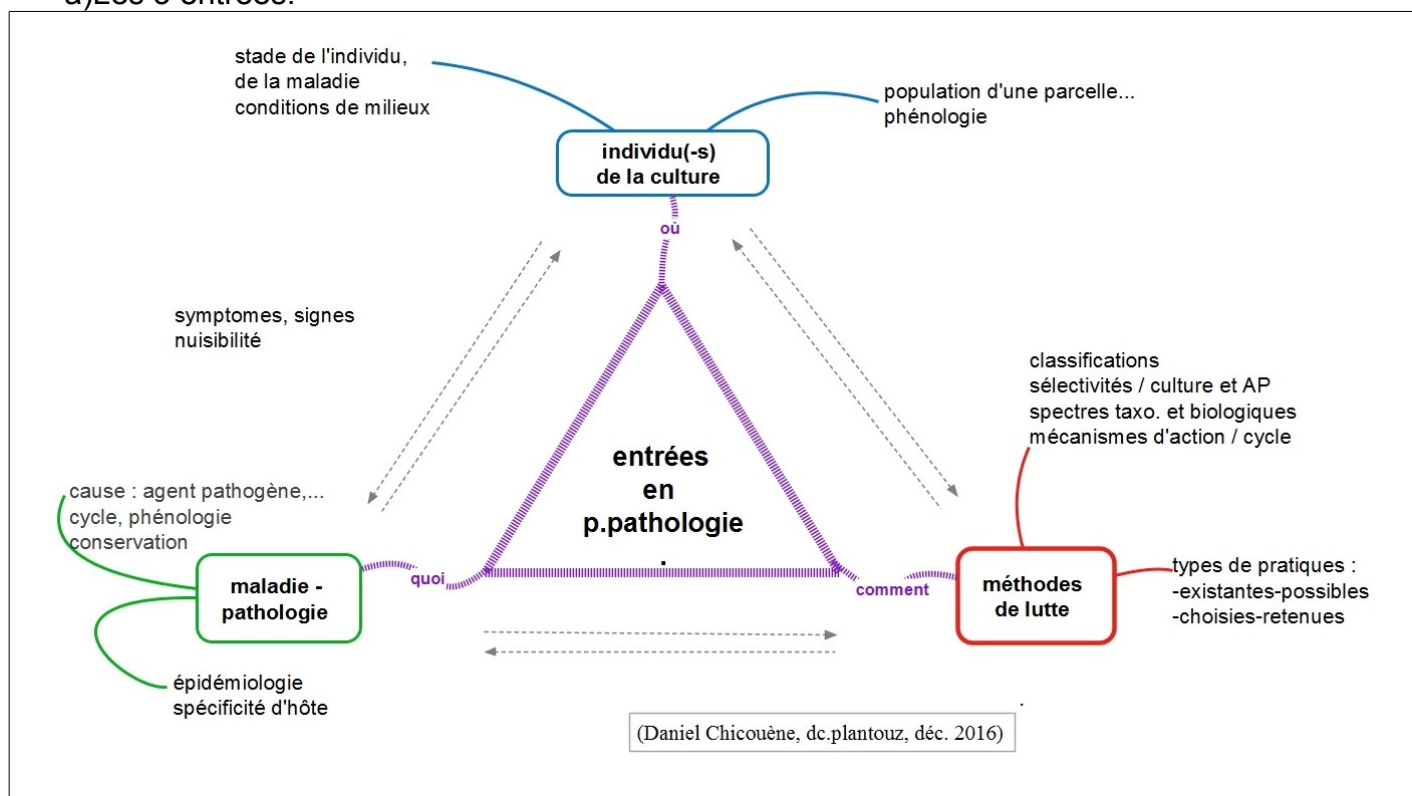 a)Les 3 entrées.
stade de l'individu,
de la maladie
conditions de milieux
population d'une parcelle...
phénologie
individu(-s)
de la culture
où
symptomes, signes
nuisibilité
classifications
sélectivités / culture et AP
spectres taxo. et biologiques
mécanismes d'action / cycle
entrées
en
p.pathologie
.
cause : agent pathogène,...
cycle, phénologie
conservation
maladie -
pathologie
quoi
comment
méthodes
de lutte
types de pratiques :
-existantes-possibles
-choisies-retenues
épidémiologie
spécificité d'hôte
.
(Daniel Chicouène, dc.plantouz, déc. 2016)